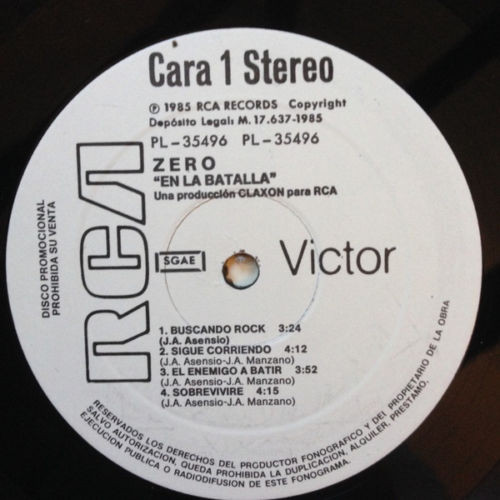 Cara 1 Stereo
℗ 1985 RCA RECORDS Copyright
Depósito Legal: M. 17.637-1985
PL-35496 PL-35496
ZERO
"EN LA BATALLA"
Una producción CLAXON para RCA
DISCO PROMOCIONAL
PROHIBIDA SU VENTA
RCA
SGAE
Victor
1. BUSCANDO ROCK 3:24
(J.A. Asensio)
2. SIGUE CORRIENDO 4:12
(J.A. Asensio-J.A. Manzano)
3. EL ENEMIGO A BATIR 3:52
(J.A. Asensio-J.A. Manzano)
4. SOBREVIVIRE 4:15
(J.A. Asensio-J.A. Manzano)
RESERVADOS LOS DERECHOS DEL PRODUCTOR FONOGRAFICO Y DEL PROPIETARIO DE LA OBRA
SALVO AUTORIZACION, QUEDA PROHIBIDA LA DUPLICACION, ALQUILER, PRESTAMO,
EJECUCION PUBLICA O RADIODIFUSION DE ESTE FONOGRAMA.